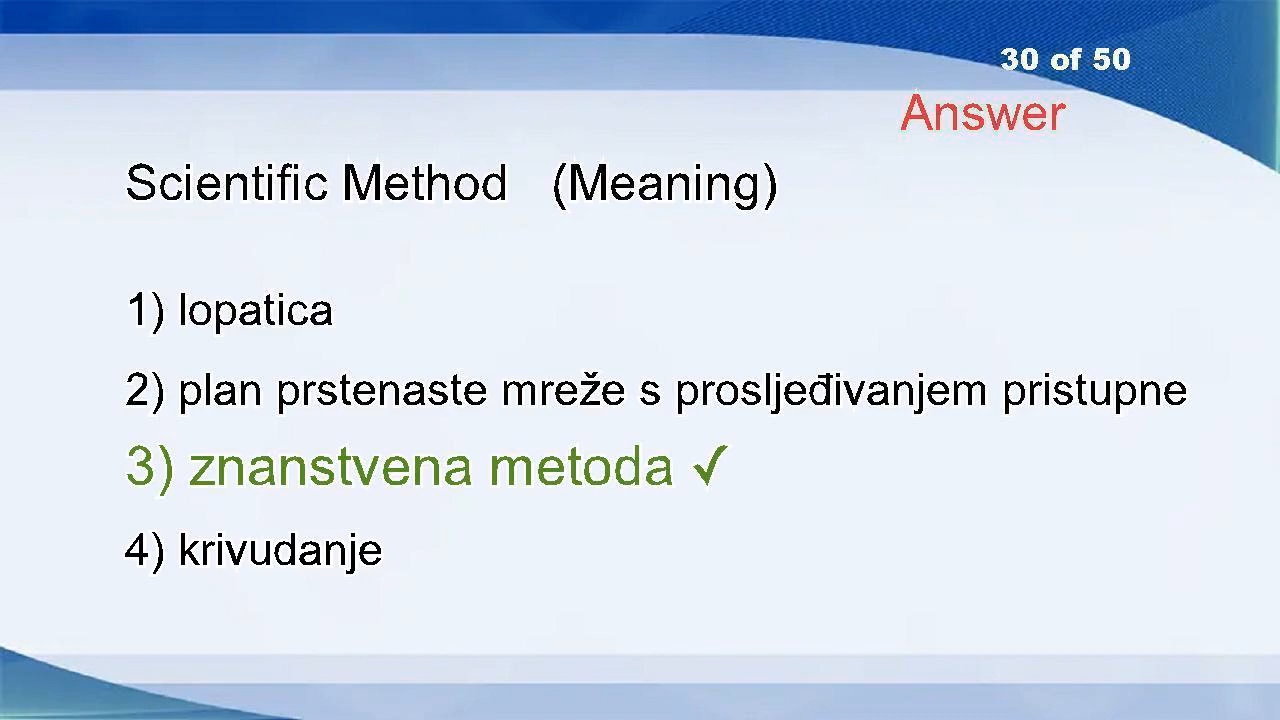 30 of 50
Answer
Scientific Method (Meaning)
1) lopatica
2) plan prstenaste mreže s prosljeđivanjem pristupne
3) znanstvena metoda ✓
4) krivudanje